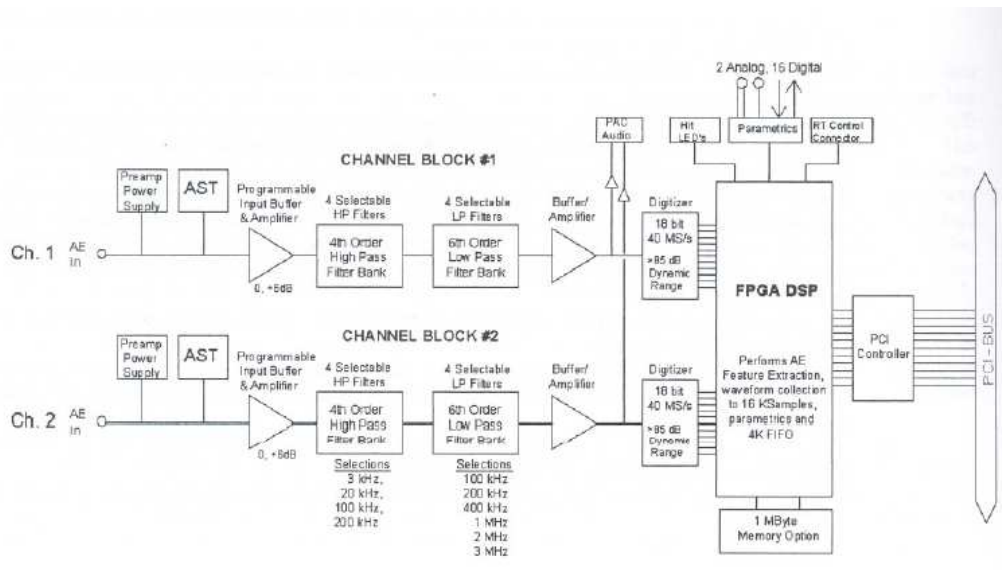 2 Analog, 16 Digital
PAC
Audio
Hit
LED's
Parametrics
RT Control
Connector
CHANNEL BLOCK #1
Preamp
Power
Supply
AST
Programmable
Input Buffer
& Amplifier
4 Selectable
HP Filters
4 Selectable
LP Filters
Buffer/
Amplifier
Digitizer
Ch. 1
AE
In
0, +6dB
4th Order
High Pass
Filter Bank
6th Order
Low Pass
Filter Bank
18 bit
40 MS/s
>85 dB
Dynamic
Range
FPGA DSP
Performs AE
Feature Extraction,
waveform collection
to 16 KSamples,
parametrics and
4K FIFO
PCI
Controller
PCI-BUS
CHANNEL BLOCK #2
Preamp
Power
Supply
AST
Programmable
Input Buffer
& Amplifier
4 Selectable
HP Filters
4 Selectable
LP Filters
Buffer/
Amplifier
Digitizer
Ch. 2
AE
In
0, +6dB
4th Order
High Pass
Filter Bank
6th Order
Low Pass
Filter Bank
18 bit
40 MS/s
>85 dB
Dynamic
Range
Selections
3 kHz,
20 kHz,
100 kHz,
200 kHz
Selections
100 kHz
200 kHz
400 kHz
1 MHz
2 MHz
3 MHz
1 MByte
Memory Option